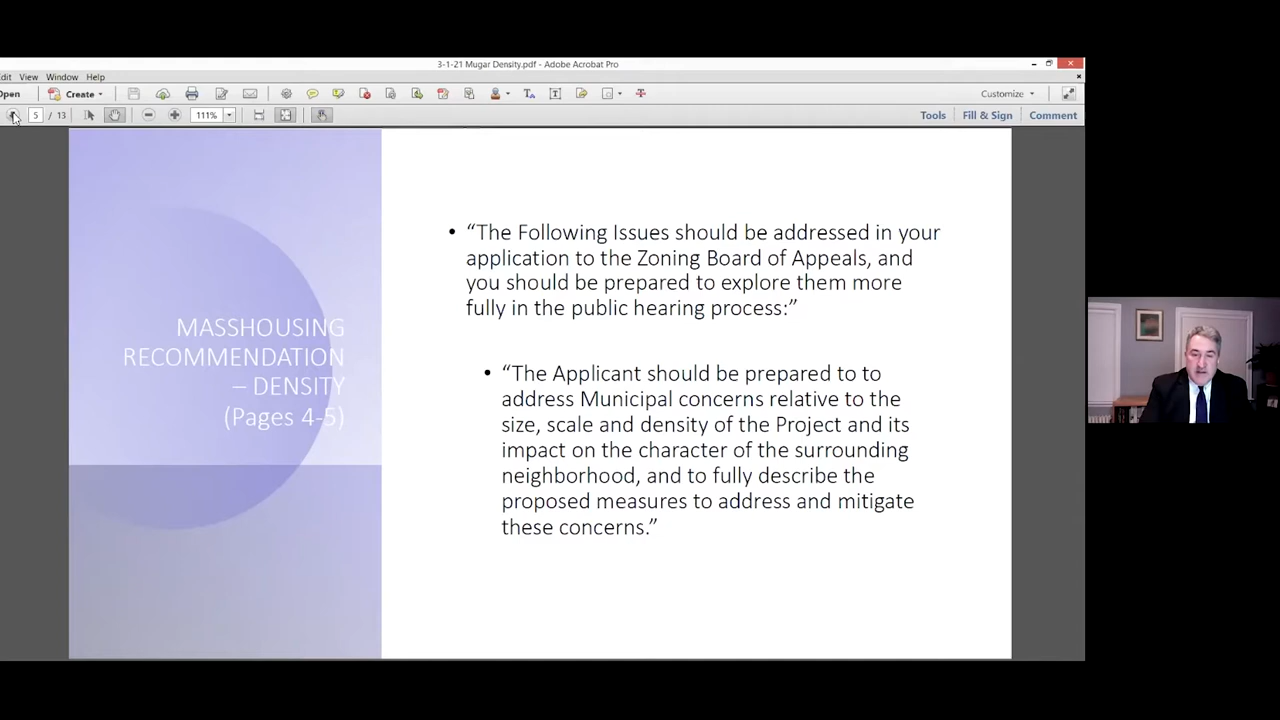 3-1-21 Mugar Density.pdf - Adobe Acrobat Pro
dit View Window Help
Open Create Customize
5 / 13 111% Tools Fill & Sign Comment
MASSHOUSING
RECOMMENDATION
– DENSITY
(Pages 4-5)
• “The Following Issues should be addressed in your
application to the Zoning Board of Appeals, and
you should be prepared to explore them more
fully in the public hearing process:”
• “The Applicant should be prepared to to
address Municipal concerns relative to the
size, scale and density of the Project and its
impact on the character of the surrounding
neighborhood, and to fully describe the
proposed measures to address and mitigate
these concerns.”